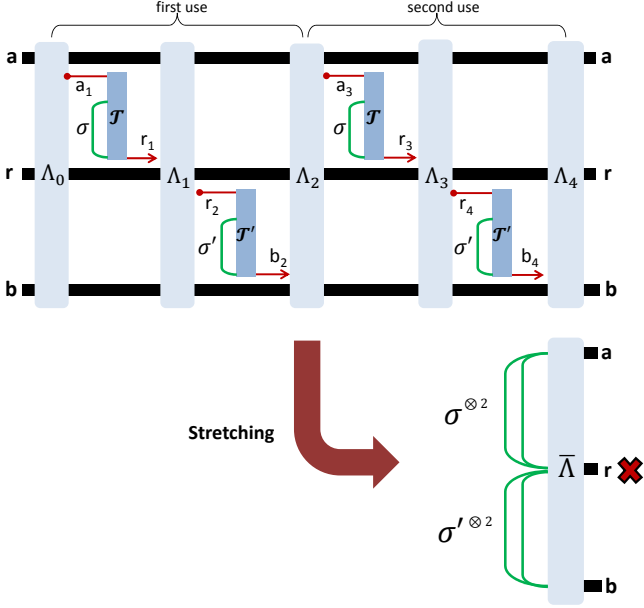 first use second use
a a
a₁ a₃
σ 𝓣 σ 𝓣
r₁ r₃
r Λ₀ Λ₁ Λ₂ Λ₃ Λ₄ r
r₂ r₄
σ′ 𝓣′ σ′ 𝓣′
b₂ b₄
b b
a
σ⊗2
Stretching
Λ̅ r
σ′⊗2
b